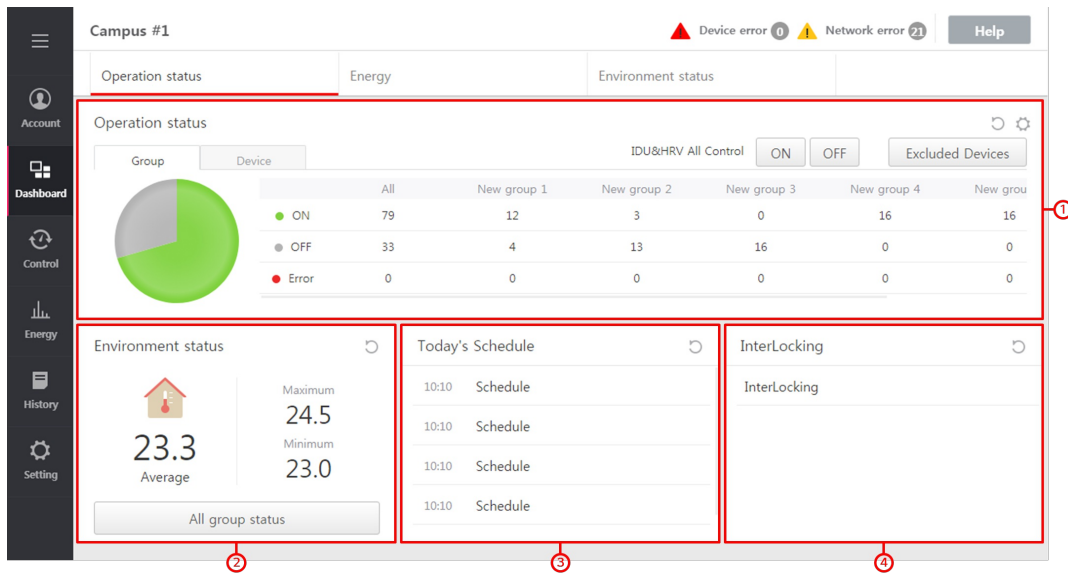 Campus #1 Device error 0 Network error 21 Help
Operation status Energy Environment status
Account
Dashboard
Control
Energy
History
Setting
Operation status
Group Device IDU&HRV All Control ON OFF Excluded Devices
All New group 1 New group 2 New group 3 New group 4 New grou
ON 79 12 3 0 16 16
OFF 33 4 13 16 0 0
Error 0 0 0 0 0 0
1
Environment status
23.3
Average
Maximum
24.5
Minimum
23.0
All group status
2
Today's Schedule
10:10 Schedule
10:10 Schedule
10:10 Schedule
10:10 Schedule
3
InterLocking
InterLocking
4